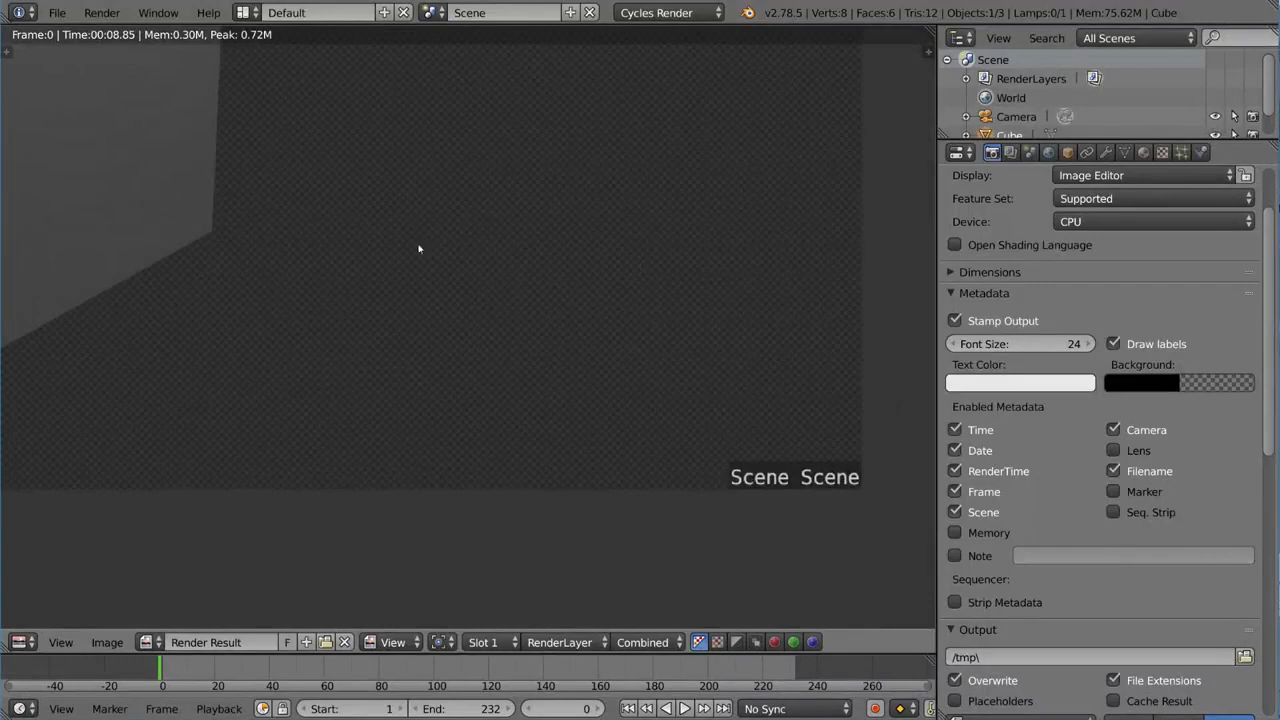 File Render Window Help Default Scene Cycles Render v2.78.5 | Verts:8 | Faces:6 | Tris:12 | Objects:1/3 | Lamps:0/1 | Mem:75.62M | Cube
Frame:0 | Time:00:08.85 | Mem:0.30M, Peak: 0.72M
View Search All Scenes
Scene
RenderLayers
World
Camera
Cube
Display: Image Editor
Feature Set: Supported
Device: CPU
Open Shading Language
Dimensions
Metadata
Stamp Output
Font Size: 24 Draw labels
Text Color: Background:
Enabled Metadata
Time Camera
Date Lens
RenderTime Filename
Frame Marker
Scene Seq. Strip
Memory
Note
Sequencer:
Strip Metadata
Output
/tmp\
Overwrite File Extensions
Placeholders Cache Result
Scene Scene
View Image Render Result F View Slot 1 RenderLayer Combined
-40 -20 0 20 40 60 80 100 120 140 160 180 200 220 240 260
View Marker Frame Playback Start: 1 End: 232 0 No Sync